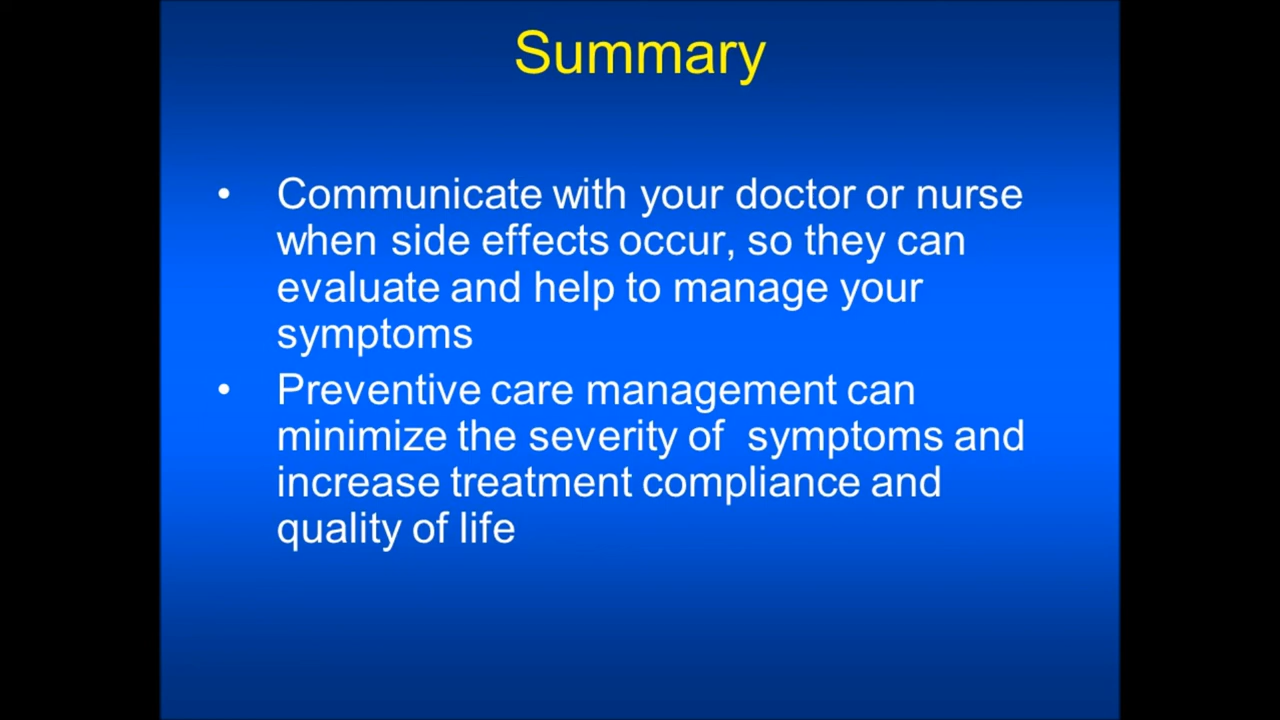 Summary
• Communicate with your doctor or nurse
when side effects occur, so they can
evaluate and help to manage your
symptoms
• Preventive care management can
minimize the severity of  symptoms and
increase treatment compliance and
quality of life